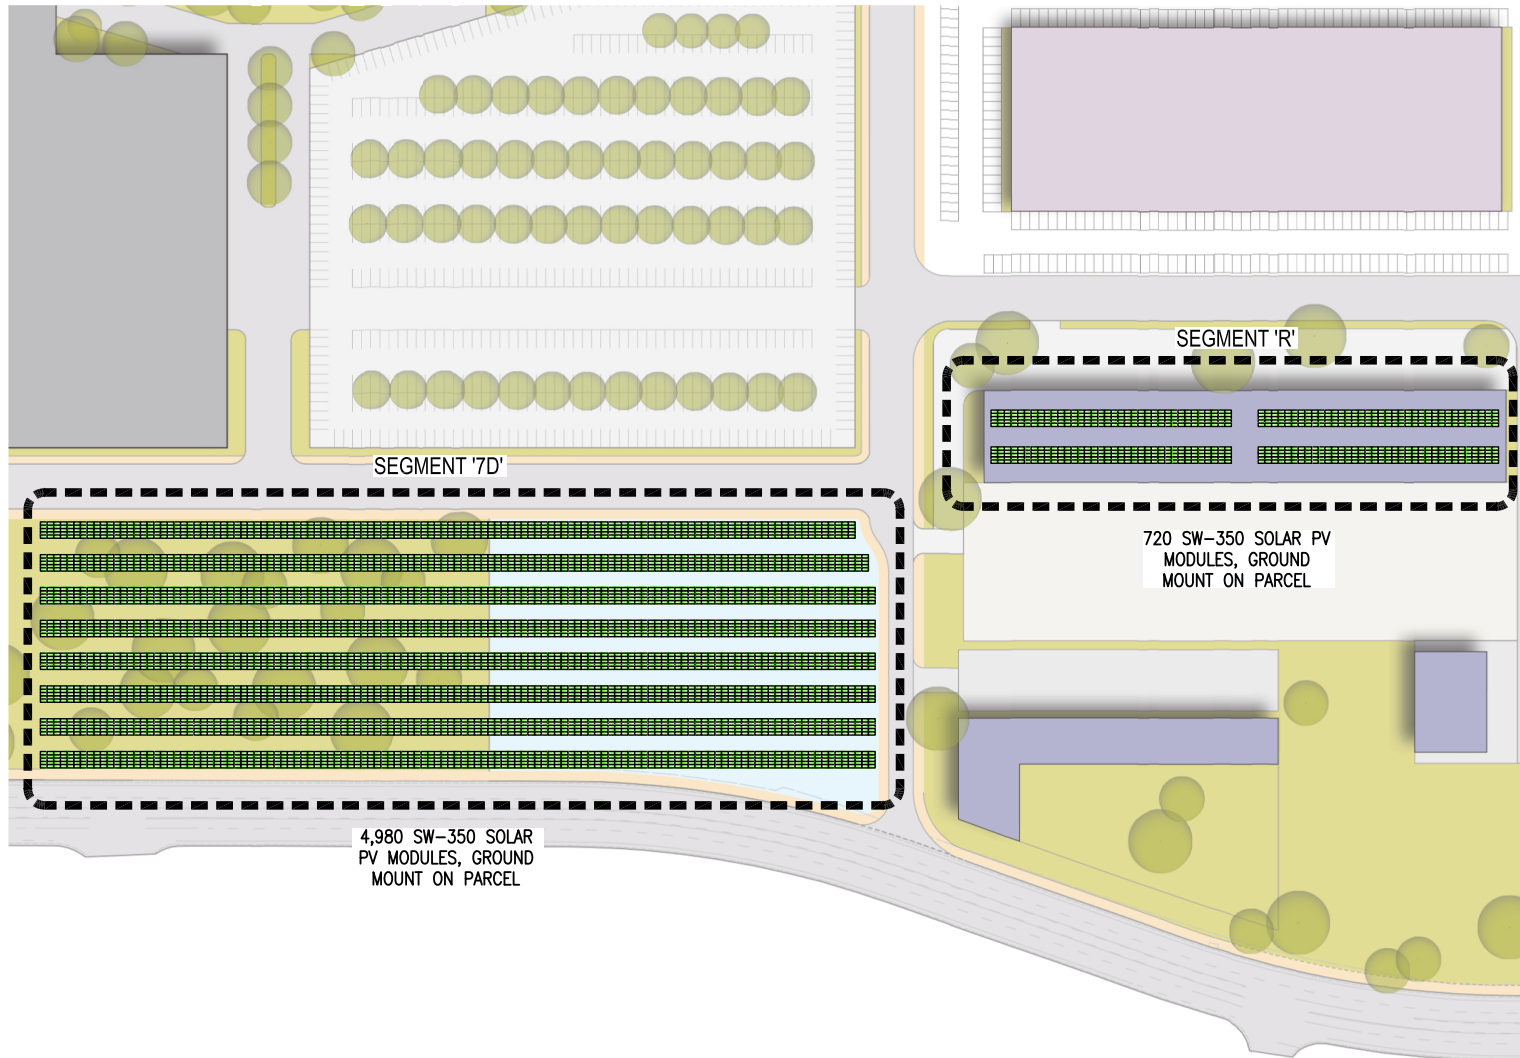 SEGMENT 'R'
SEGMENT '7D'
720 SW-350 SOLAR PV
MODULES, GROUND
MOUNT ON PARCEL
4,980 SW-350 SOLAR
PV MODULES, GROUND
MOUNT ON PARCEL